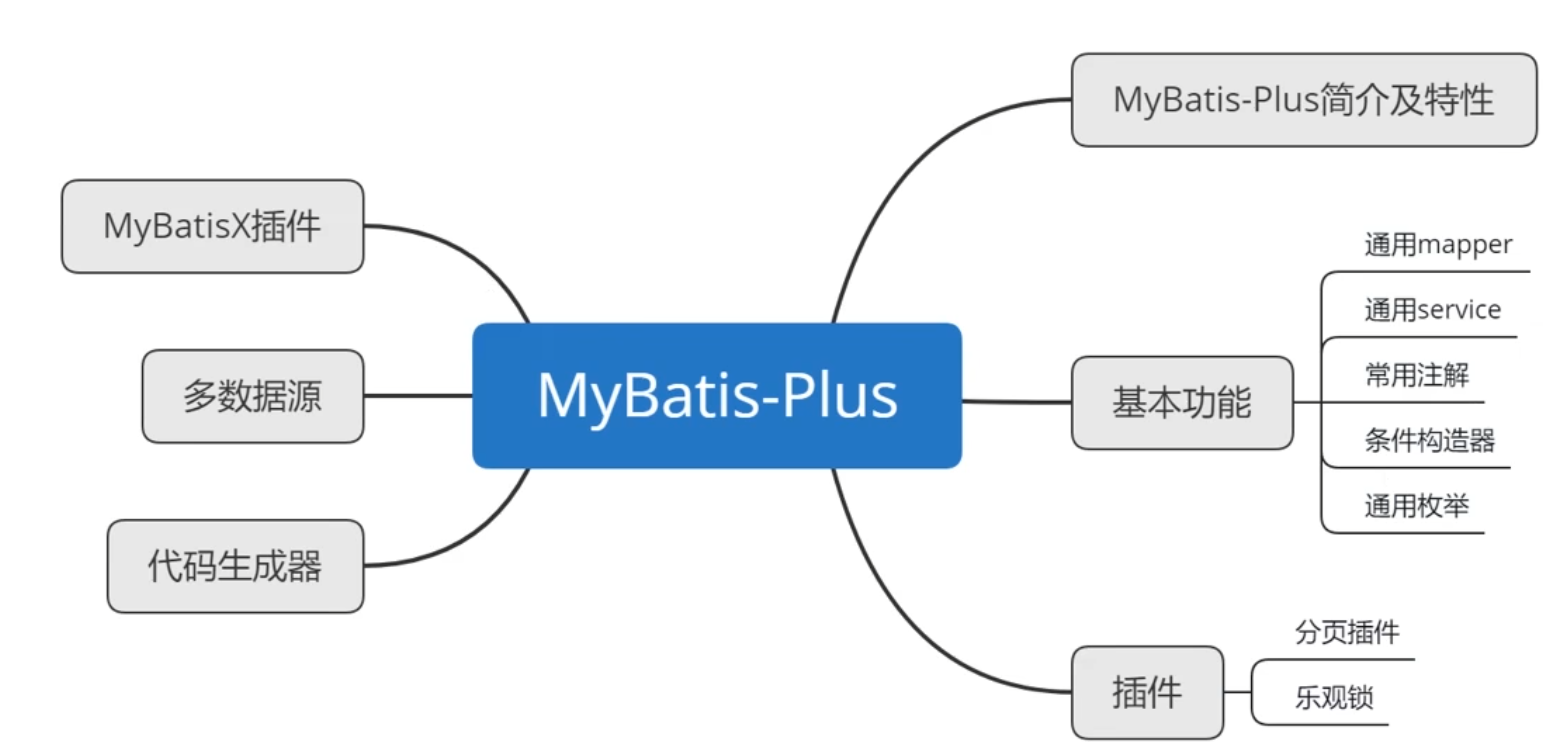 MyBatis-Plus
MyBatis-Plus简介及特性
基本功能
通用mapper
通用service
常用注解
条件构造器
通用枚举
插件
分页插件
乐观锁
MyBatisX插件
多数据源
代码生成器